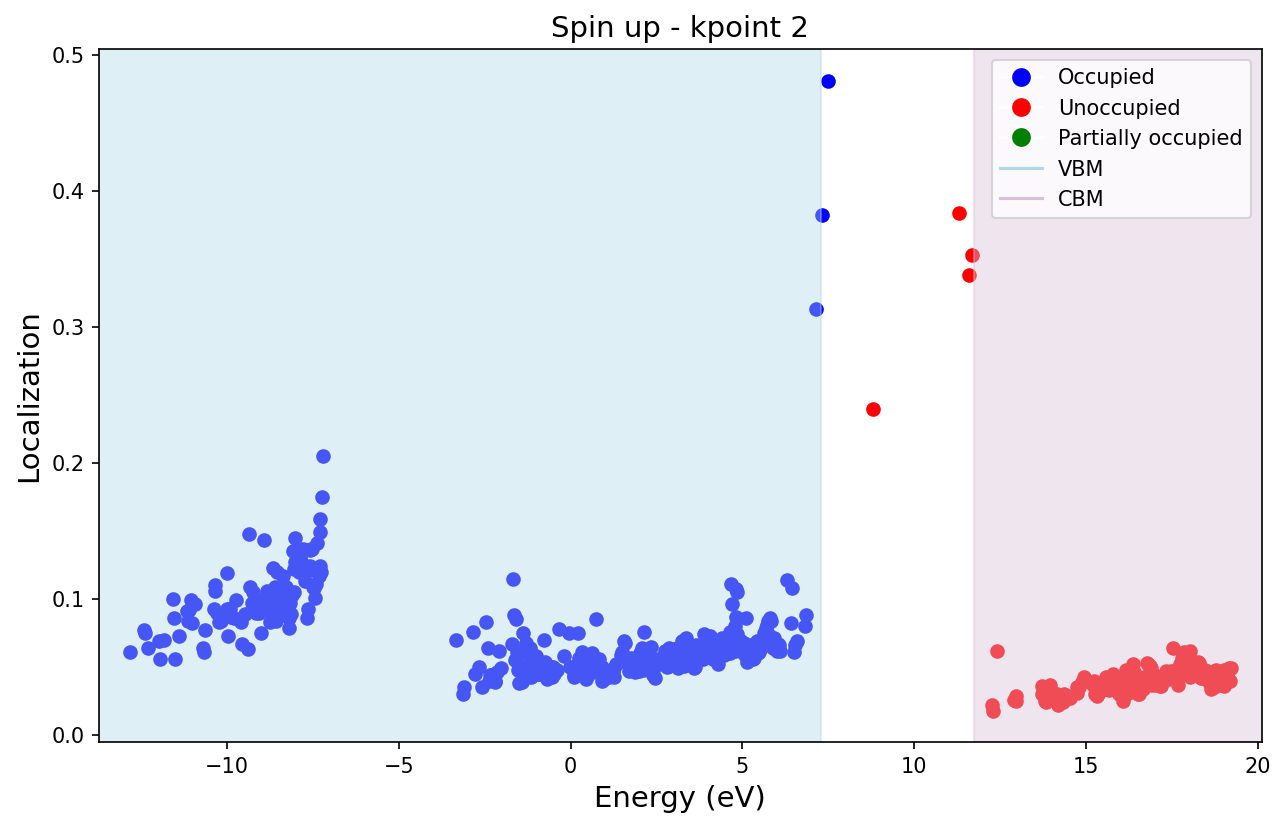 Spin up - kpoint 2
Localization
0.5
0.4
0.3
0.2
0.1
0.0
Occupied
Unoccupied
Partially occupied
VBM
CBM
−10
−5
0
5
10
15
20
Energy (eV)